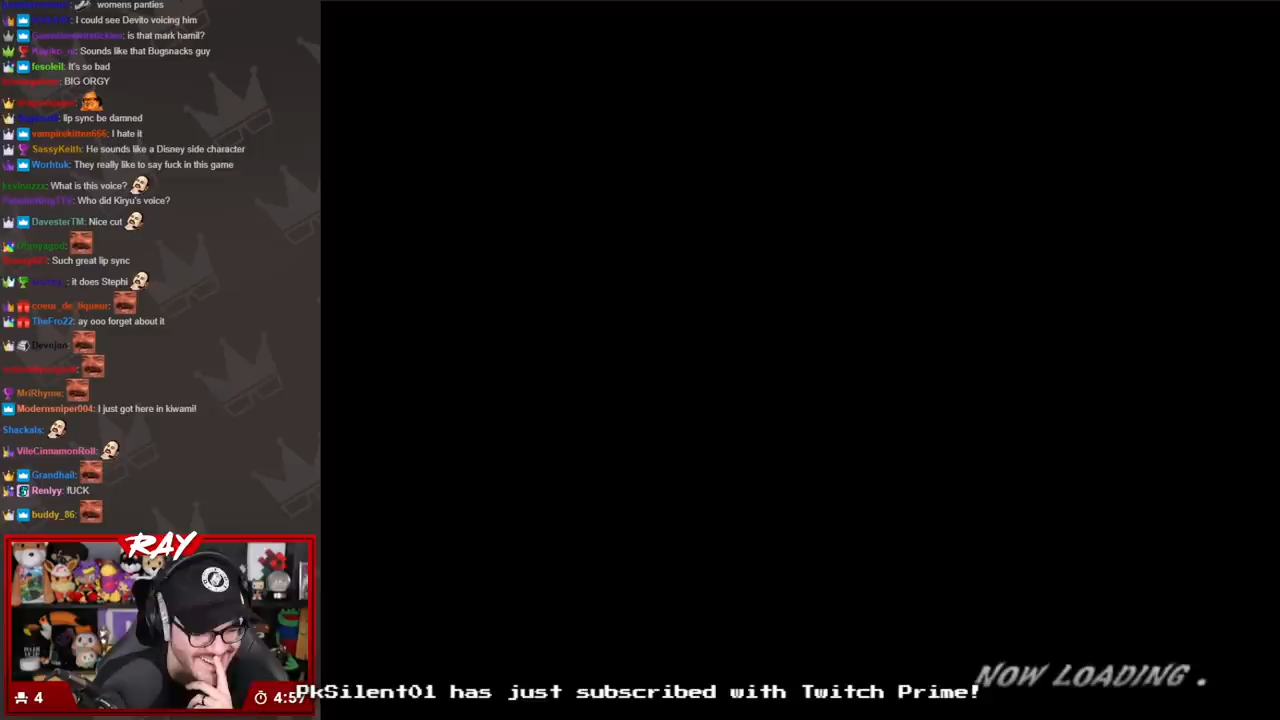 womens panties
: I could see Devito voicing him
: is that mark hamil?
: Sounds like that Bugsnacks guy
fesoleil: It's so bad
: BIG ORGY
: lip sync be damned
vampirekitten666: I hate it
SassyKeith: He sounds like a Disney side character
Worhtuk: They really like to say fuck in this game
: What is this voice?
: Who did Kiryu's voice?
DavesterTM: Nice cut
: Such great lip sync
: it does Stephi
coeur_de_liqueur:
TheFro22: ay ooo forget about it
Devnjon:
MriRhyme:
Modernsniper004: I just got here in kiwami!
Shackals:
VileCinnamonRoll:
Grandhail:
Renlyy: fUCK
buddy_86:
RAY
4
4:57
PkSilent01 has just subscribed with Twitch Prime!
NOW LOADING .